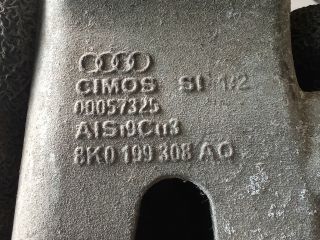 CIMOS SI 1/2
00057325
AlSi9Cu3
8K0 199 308 AQ